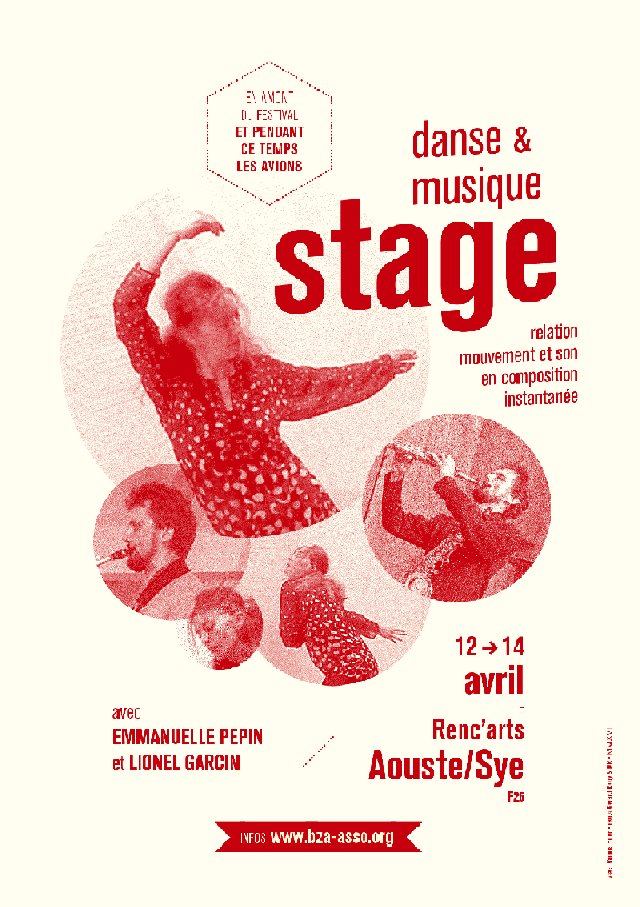 EN AMONT
DU FESTIVAL
ET PENDANT
CE TEMPS
LES AVIONS
danse &
musique
stage
relation
mouvement et son
en composition
instantanée
12 → 14
avril
-
Renc'arts
Aouste/Sye
F26
avec
EMMANUELLE PEPIN
et LIONEL GARCIN
INFOS www.bza-asso.org